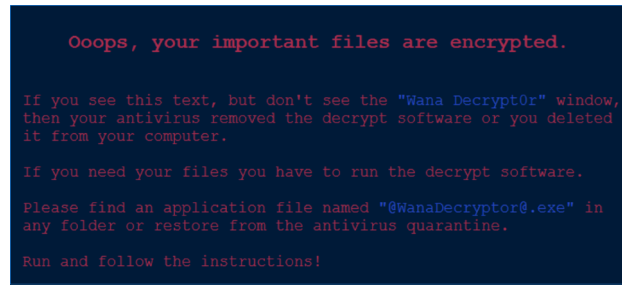 Ooops, your important files are encrypted.
If you see this text, but don't see the "Wana Decrypt0r" window,
then your antivirus removed the decrypt software or you deleted
it from your computer.
If you need your files you have to run the decrypt software.
Please find an application file named "@WanaDecryptor@.exe" in
any folder or restore from the antivirus quarantine.
Run and follow the instructions!